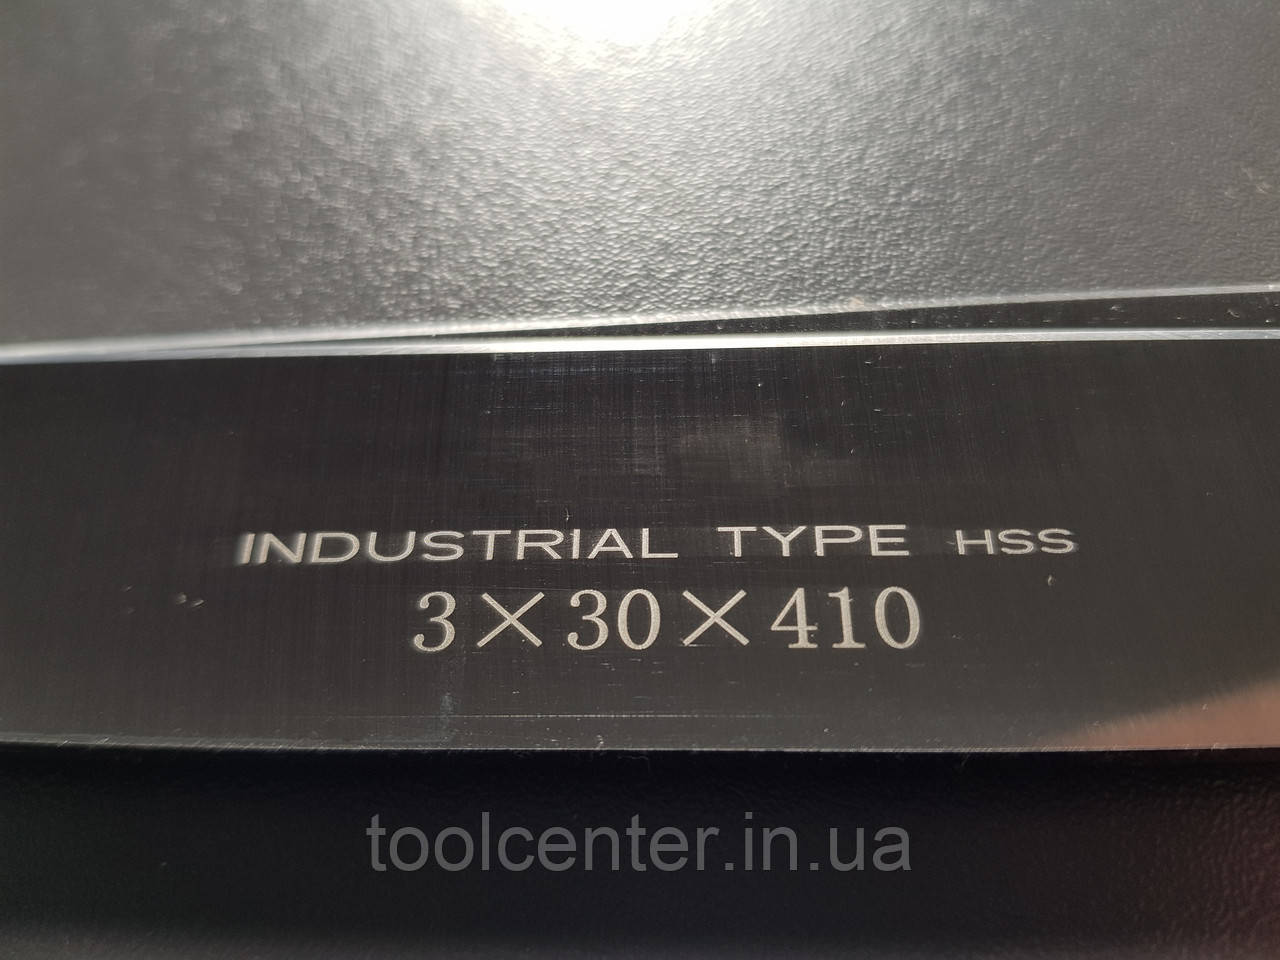 INDUSTRIAL TYPE HSS
3×30×410
toolcenter.in.ua